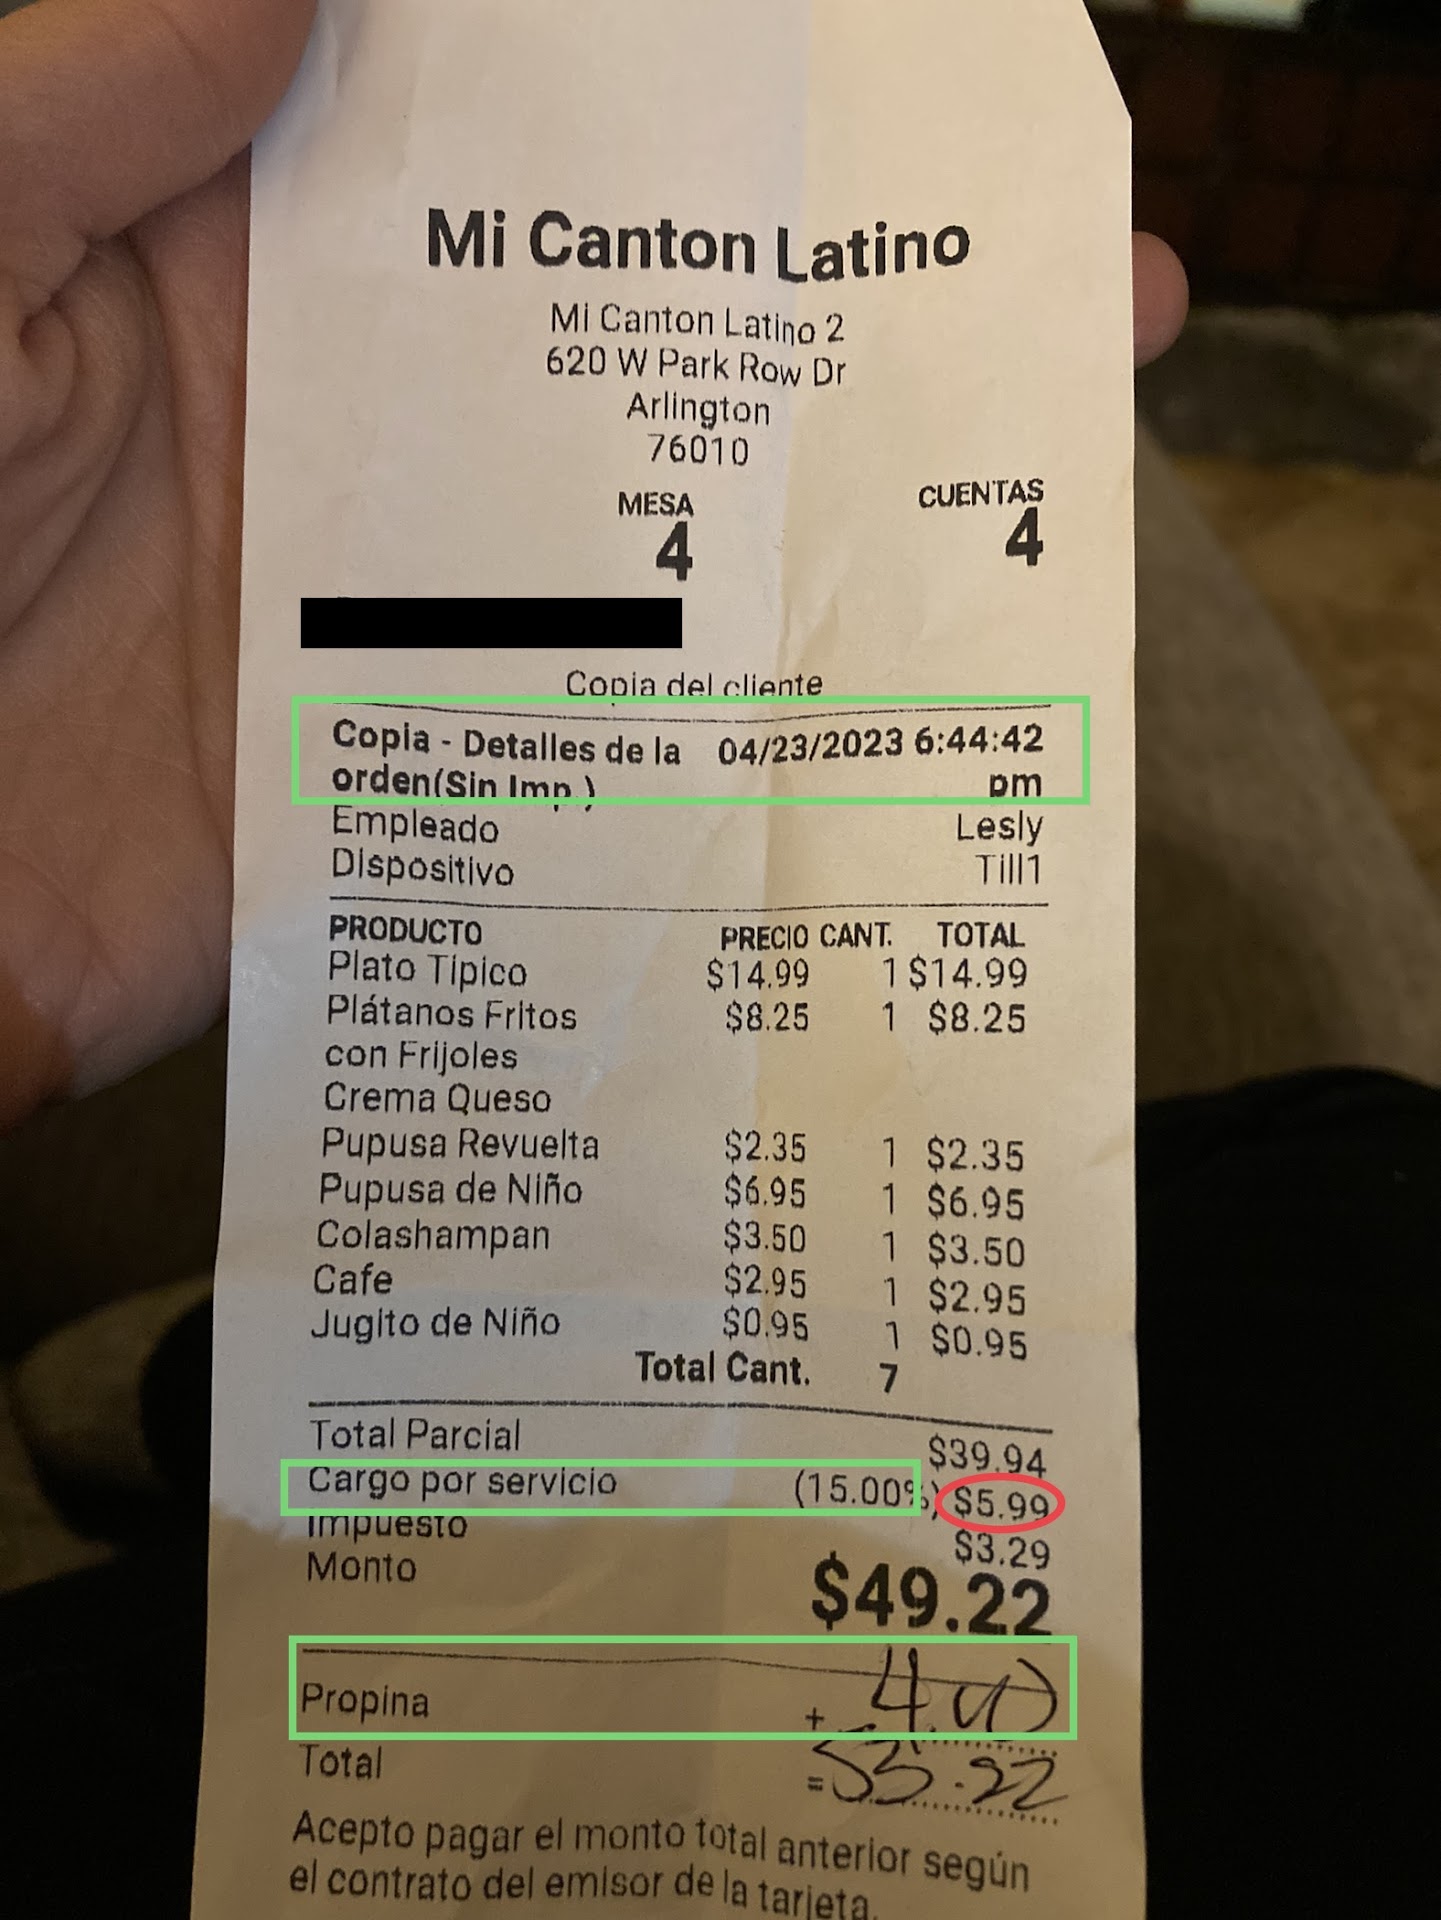 Mi Canton Latino
Mi Canton Latino 2
620 W Park Row Dr
Arlington
76010
MESA CUENTAS
4 4
Copia del cliente
Copia - Detalles de la 04/23/2023 6:44:42
orden(Sin Imp.) pm
Empleado Lesly
Dispositivo Till1
PRODUCTO PRECIO CANT. TOTAL
Plato Tipico $14.99 1 $14.99
Plátanos Fritos $8.25 1 $8.25
con Frijoles
Crema Queso
Pupusa Revuelta $2.35 1 $2.35
Pupusa de Niño $6.95 1 $6.95
Colashampan $3.50 1 $3.50
Cafe $2.95 1 $2.95
Jugito de Niño $0.95 1 $0.95
Total Cant. 7
Total Parcial $39.94
Cargo por servicio (15.00%) $5.99
Impuesto $3.29
Monto $49.22
Propina + 4.00
Total = 53.22
Acepto pagar el monto total anterior según
el contrato del emisor de la tarjeta.